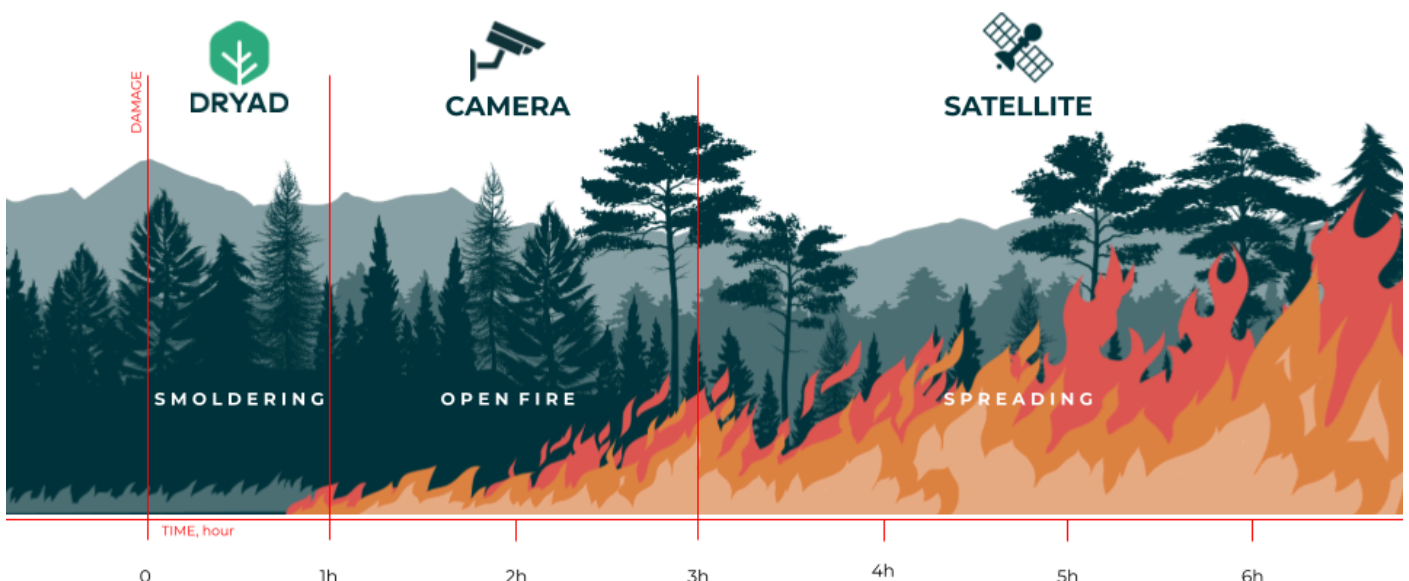 DAMAGE
DRYAD
CAMERA
SATELLITE
SMOLDERING
OPEN FIRE
SPREADING
TIME, hour
0
1h
2h
3h
4h
5h
6h